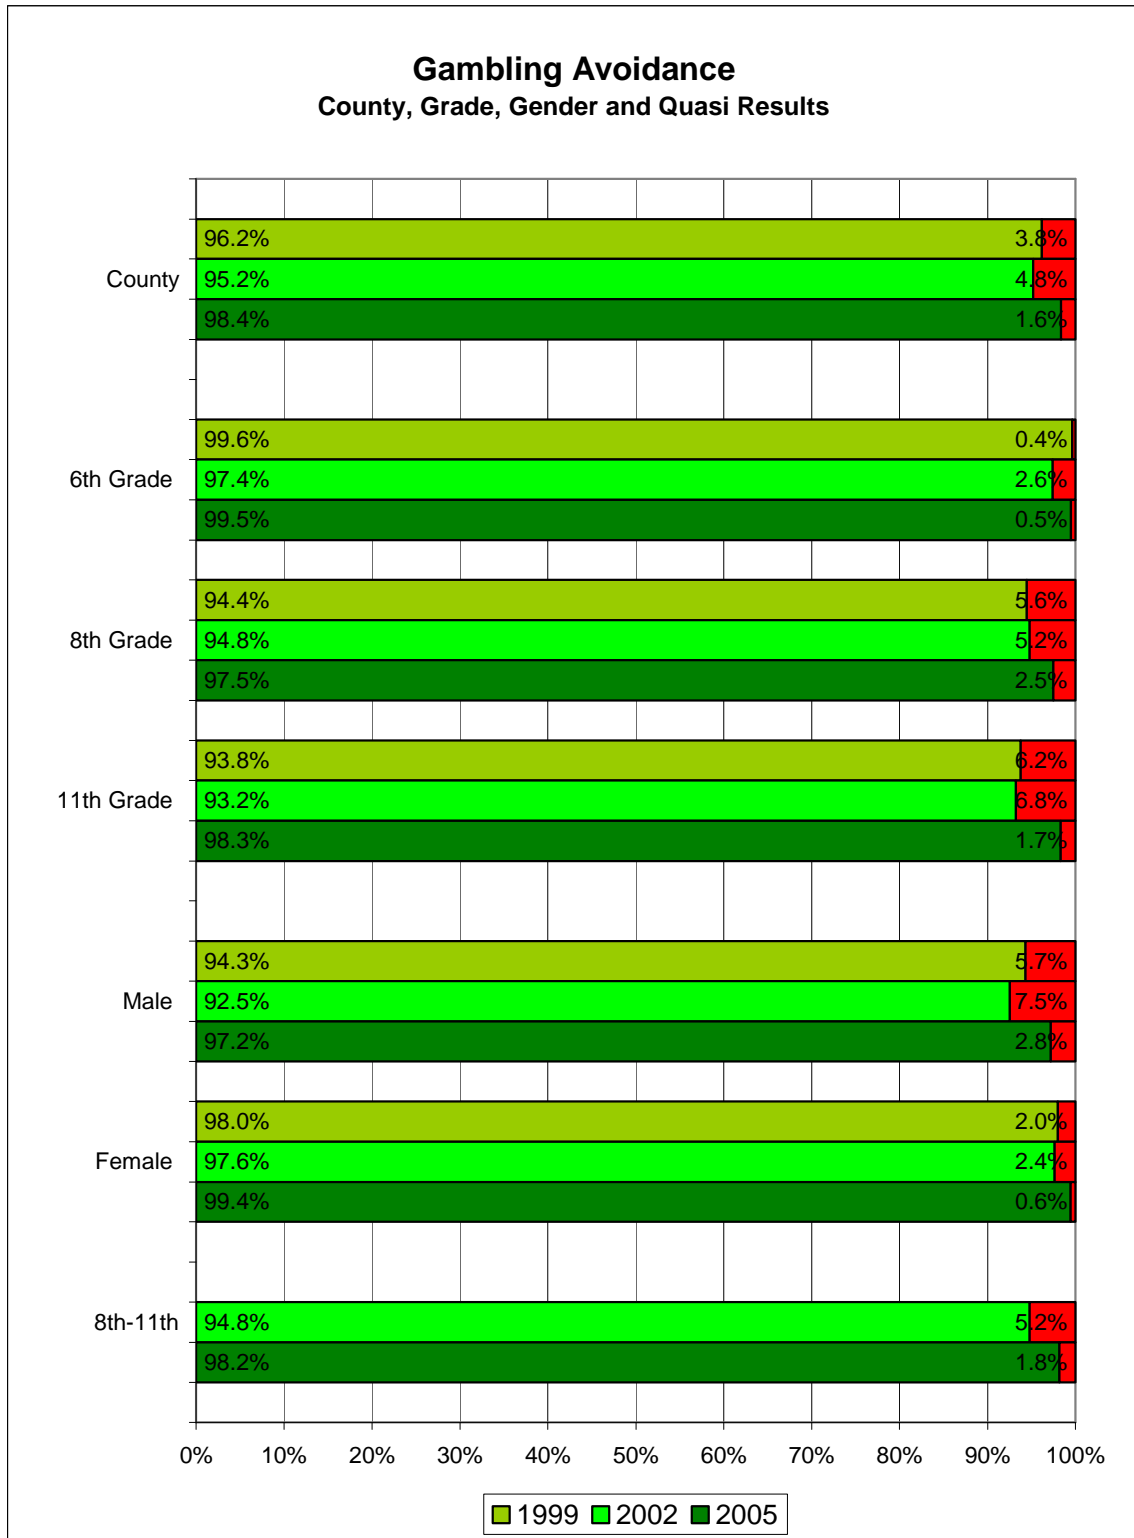 Gambling Avoidance
County, Grade, Gender and Quasi Results
96.2% 3.8%
County 95.2% 4.8%
98.4% 1.6%
99.6% 0.4%
6th Grade 97.4% 2.6%
99.5% 0.5%
94.4% 5.6%
8th Grade 94.8% 5.2%
97.5% 2.5%
93.8% 6.2%
11th Grade 93.2% 6.8%
98.3% 1.7%
94.3% 5.7%
Male 92.5% 7.5%
97.2% 2.8%
98.0% 2.0%
Female 97.6% 2.4%
99.4% 0.6%
8th-11th 94.8% 5.2%
98.2% 1.8%
0% 10% 20% 30% 40% 50% 60% 70% 80% 90% 100%
1999 2002 2005